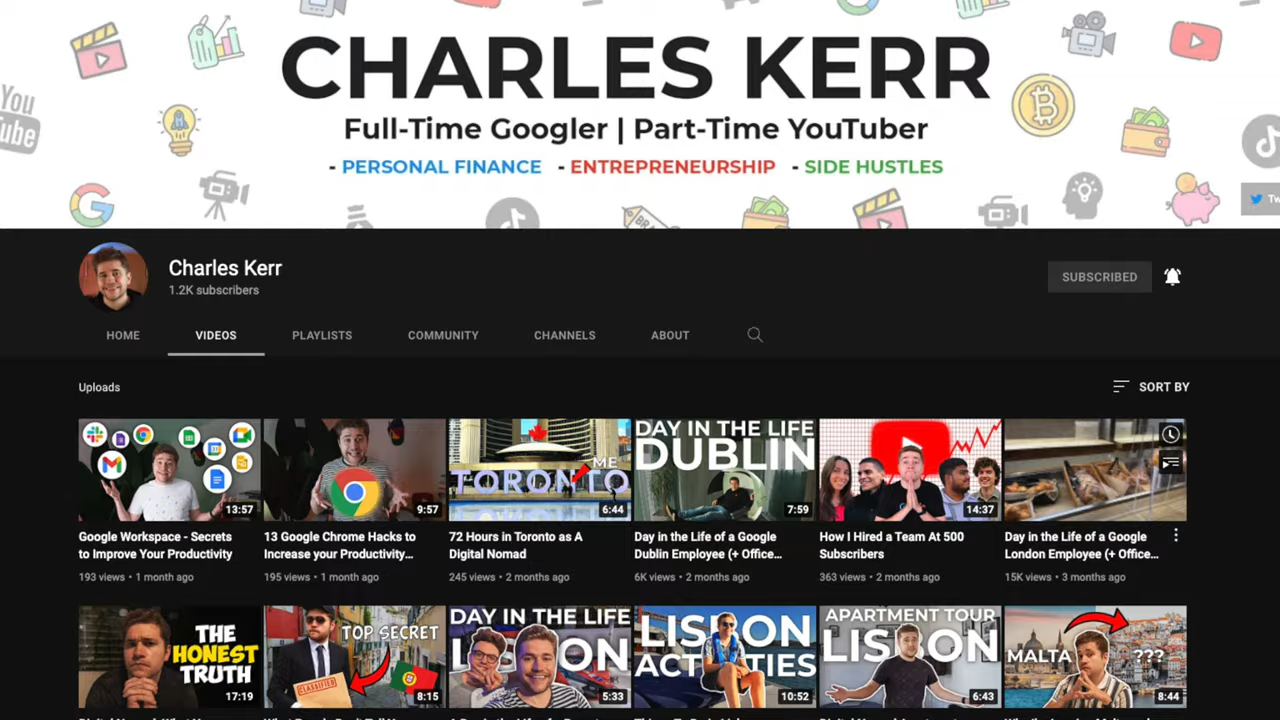 CHARLES KERR
Full-Time Googler | Part-Time YouTuber
- PERSONAL FINANCE - ENTREPRENEURSHIP - SIDE HUSTLES
You
Tube
Charles Kerr
1.2K subscribers
SUBSCRIBED
HOME VIDEOS PLAYLISTS COMMUNITY CHANNELS ABOUT
Uploads
SORT BY
13:57
9:57
ME
TORONTO
6:44
DAY IN THE LIFE
DUBLIN
7:59
14:37
Google Workspace - Secrets
to Improve Your Productivity
193 views • 1 month ago
13 Google Chrome Hacks to
Increase your Productivity...
195 views • 1 month ago
72 Hours in Toronto as A
Digital Nomad
245 views • 2 months ago
Day in the Life of a Google
Dublin Employee (+ Office...
6K views • 2 months ago
How I Hired a Team At 500
Subscribers
363 views • 2 months ago
Day in the Life of a Google
London Employee (+ Office...
15K views • 3 months ago
THE
HONEST
TRUTH
17:19
TOP SECRET
CLASSIFIED
8:15
DAY IN THE LIFE
5:33
LISBON
ACTIVITIES
10:52
APARTMENT TOUR
LISBON
6:43
MALTA
???
8:44